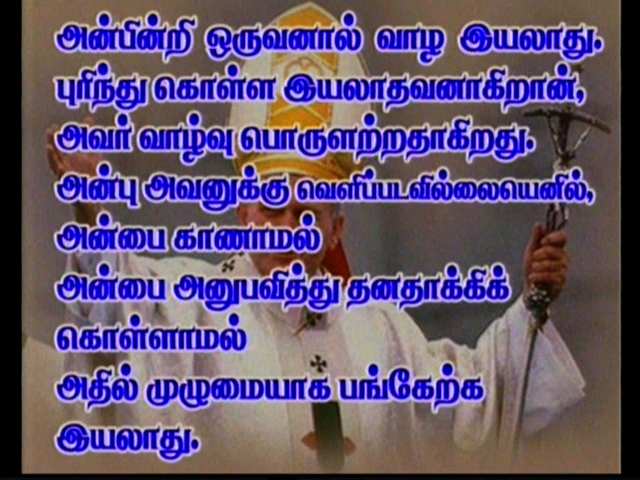 அன்பின்றி ஒருவனால் வாழ இயலாது.
புரிந்து கொள்ள இயலாதவனாகிறான்,
அவர் வாழ்வு பொருளற்றதாகிறது.
அன்பு அவனுக்கு வெளிப்படவில்லையெனில்,
அன்பை காணாமல்
அன்பை அனுபவித்து தனதாக்கிக்
கொள்ளாமல்
அதில் முழுமையாக பங்கேற்க
இயலாது.